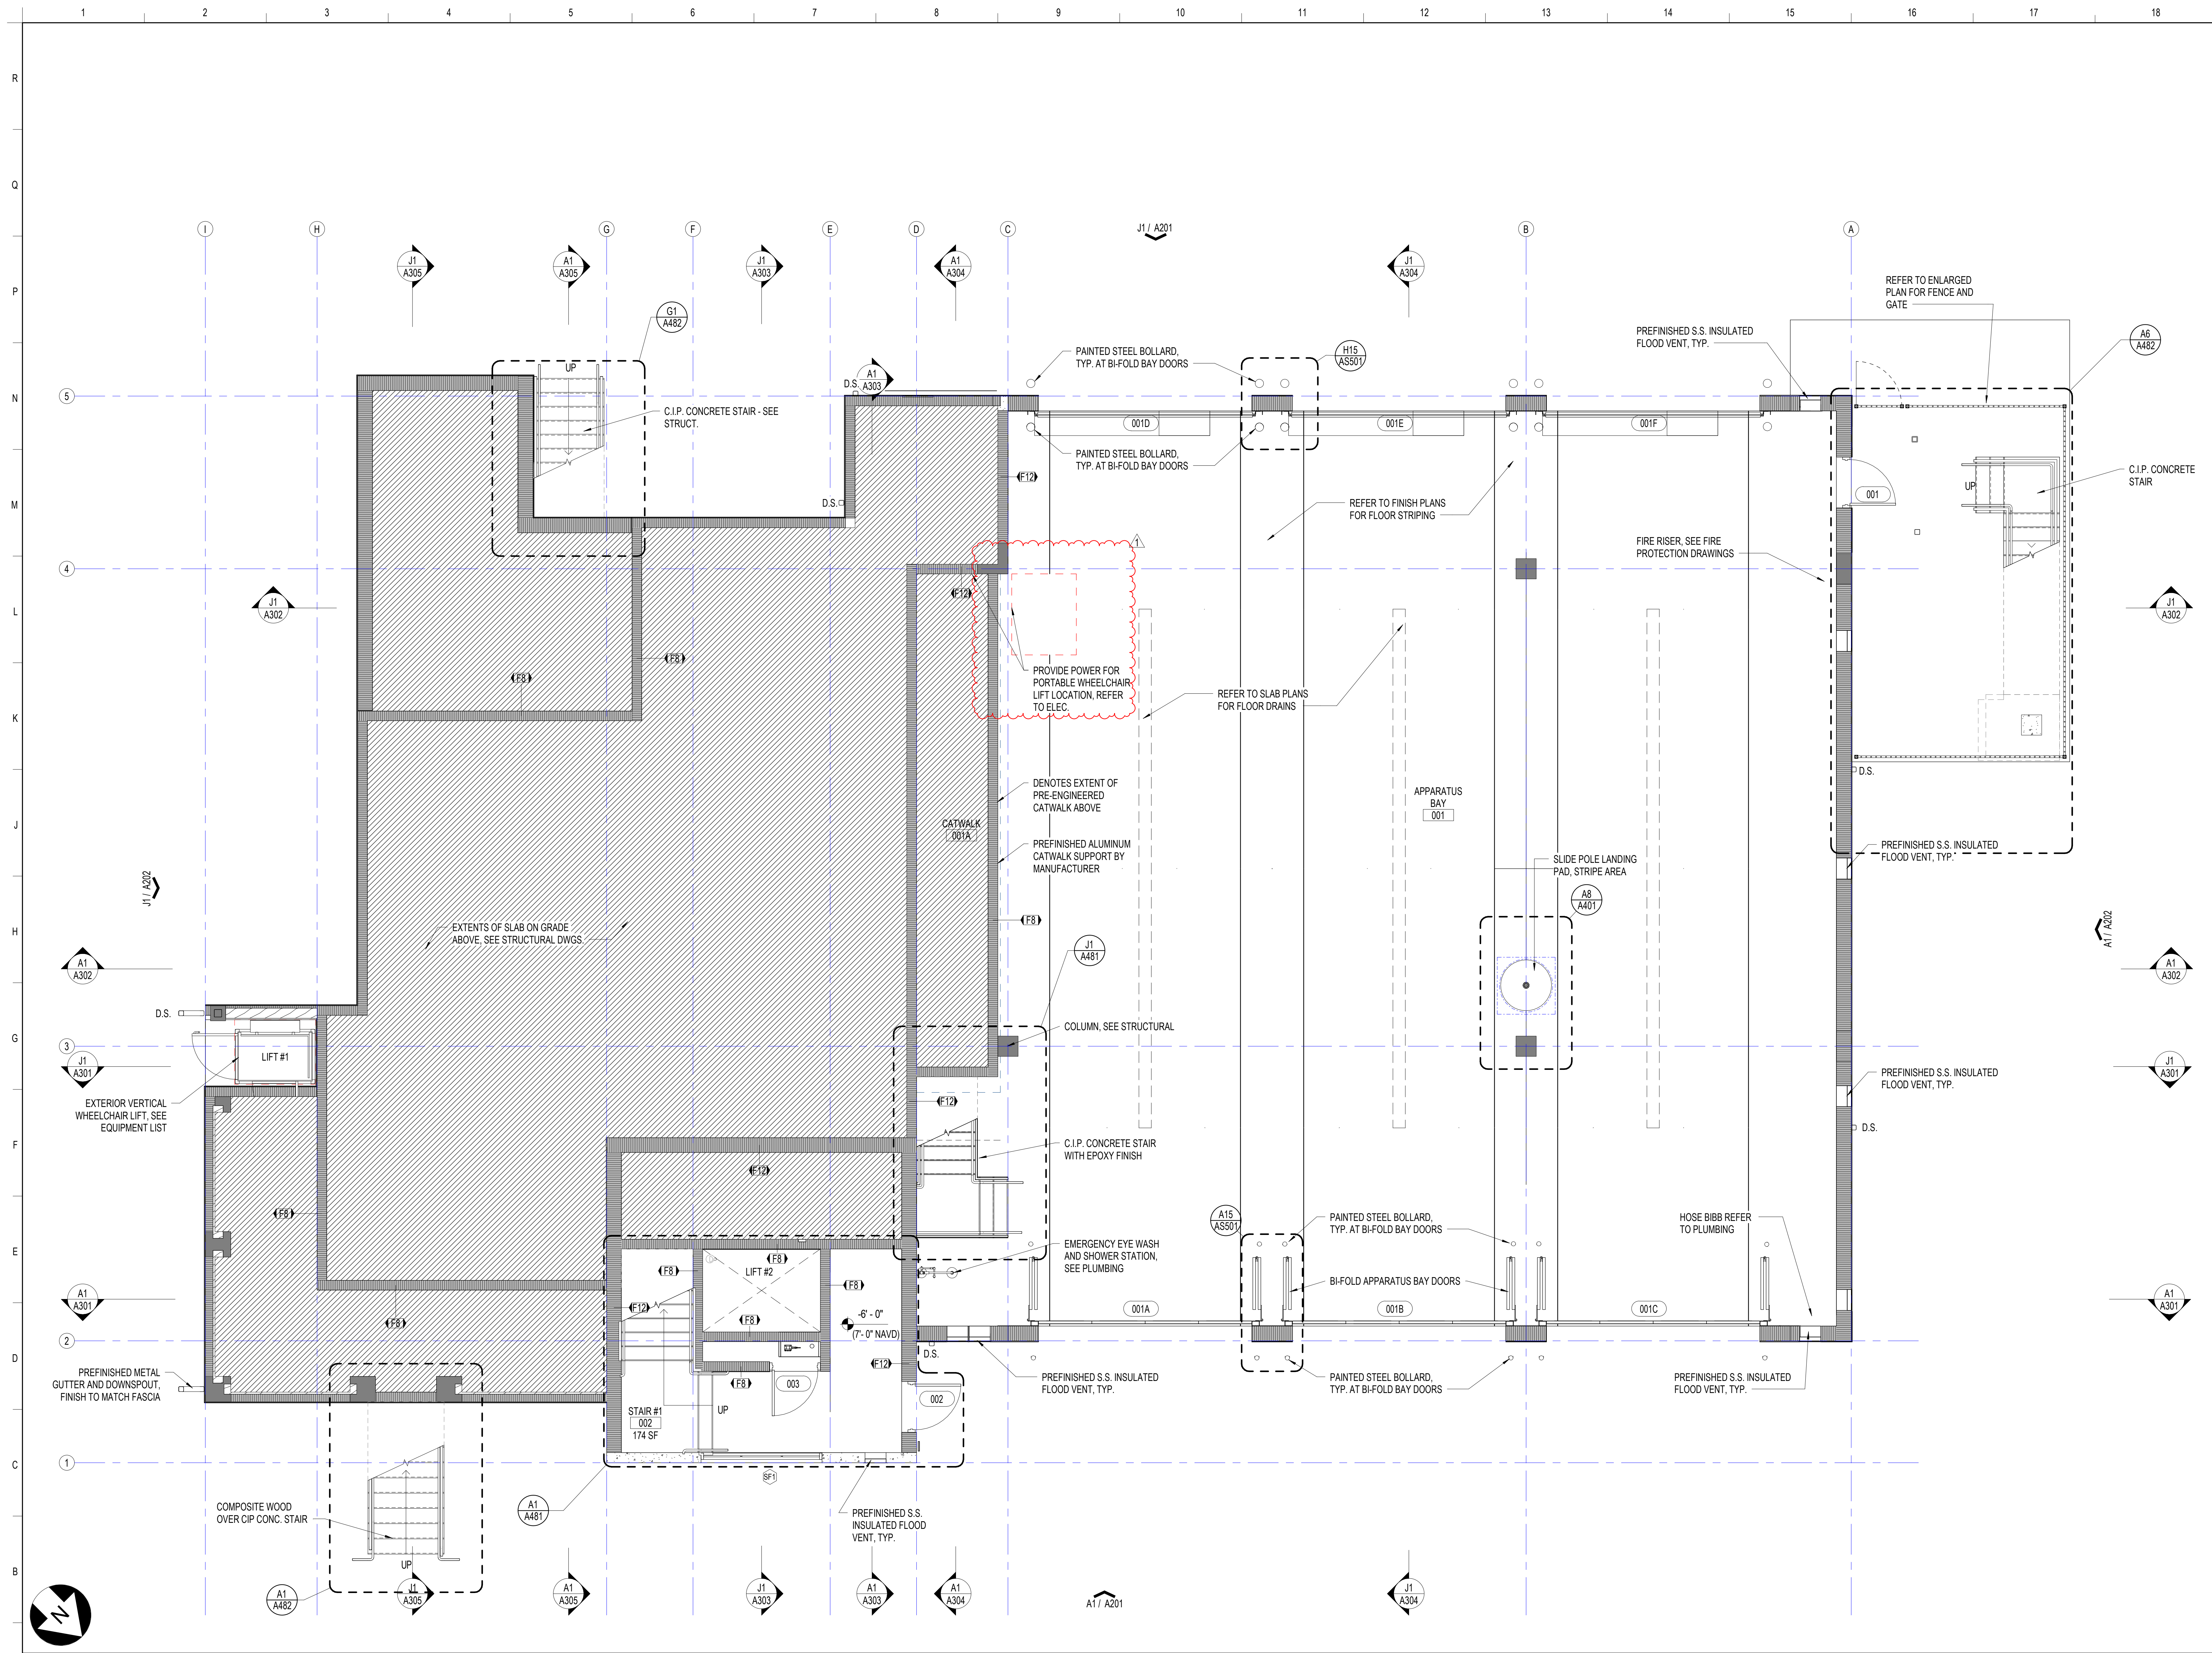 1 2 3 4 5 6 7 8 9 10 11 12 13 14 15 16 17 18
R
Q
P
N
M
L
K
J
H
G
F
E
D
C
B
I H G F E D C B A
5
4
3
2
1
J1 / A201
J1
A305
A1
A305
J1
A303
A1
A304
J1
A304
G1
A482
A1
A303
H15
AS501
A6
A482
REFER TO ENLARGED
PLAN FOR FENCE AND
GATE
PREFINISHED S.S. INSULATED
FLOOD VENT, TYP.
PAINTED STEEL BOLLARD,
TYP. AT BI-FOLD BAY DOORS
UP
D.S.
C.I.P. CONCRETE STAIR - SEE
STRUCT.
001D
001E
001F
PAINTED STEEL BOLLARD,
TYP. AT BI-FOLD BAY DOORS
F12
D.S.
REFER TO FINISH PLANS
FOR FLOOR STRIPING
C.I.P. CONCRETE
STAIR
UP
001
1
FIRE RISER, SEE FIRE
PROTECTION DRAWINGS
F12
J1
A302
J1
A302
F8
F8
PROVIDE POWER FOR
PORTABLE WHEELCHAIR
LIFT LOCATION, REFER
TO ELEC.
REFER TO SLAB PLANS
FOR FLOOR DRAINS
D.S.
DENOTES EXTENT OF
PRE-ENGINEERED
CATWALK ABOVE
APPARATUS
BAY
001
CATWALK
001A
PREFINISHED ALUMINUM
CATWALK SUPPORT BY
MANUFACTURER
PREFINISHED S.S. INSULATED
FLOOD VENT, TYP.
SLIDE POLE LANDING
PAD, STRIPE AREA
J1 / A202
A8
A401
A1 / A202
F8
EXTENTS OF SLAB ON GRADE
ABOVE, SEE STRUCTURAL DWGS.
J1
A481
A1
A302
A1
A302
D.S.
COLUMN, SEE STRUCTURAL
LIFT #1
J1
A301
J1
A301
PREFINISHED S.S. INSULATED
FLOOD VENT, TYP.
EXTERIOR VERTICAL
WHEELCHAIR LIFT, SEE
EQUIPMENT LIST
F12
D.S.
C.I.P. CONCRETE STAIR
WITH EPOXY FINISH
F12
F8
A15
AS501
PAINTED STEEL BOLLARD,
TYP. AT BI-FOLD BAY DOORS
HOSE BIBB REFER
TO PLUMBING
EMERGENCY EYE WASH
AND SHOWER STATION,
SEE PLUMBING
F8
F8
LIFT #2
F8
BI-FOLD APPARATUS BAY DOORS
A1
A301
A1
A301
F12
001A
001B
001C
-6' - 0"
(7'- 0" NAVD)
F8
F8
D.S.
F12
F8
003
002
PREFINISHED METAL
GUTTER AND DOWNSPOUT,
FINISH TO MATCH FASCIA
PREFINISHED S.S. INSULATED
FLOOD VENT, TYP.
PAINTED STEEL BOLLARD,
TYP. AT BI-FOLD BAY DOORS
PREFINISHED S.S. INSULATED
FLOOD VENT, TYP.
STAIR #1
002
174 SF
UP
SF1
COMPOSITE WOOD
OVER CIP CONC. STAIR
A1
A481
PREFINISHED S.S.
INSULATED FLOOD
VENT, TYP.
UP
A1
A482
J1
A305
A1
A305
J1
A303
A1
A303
A1
A304
A1 / A201
J1
A304
N